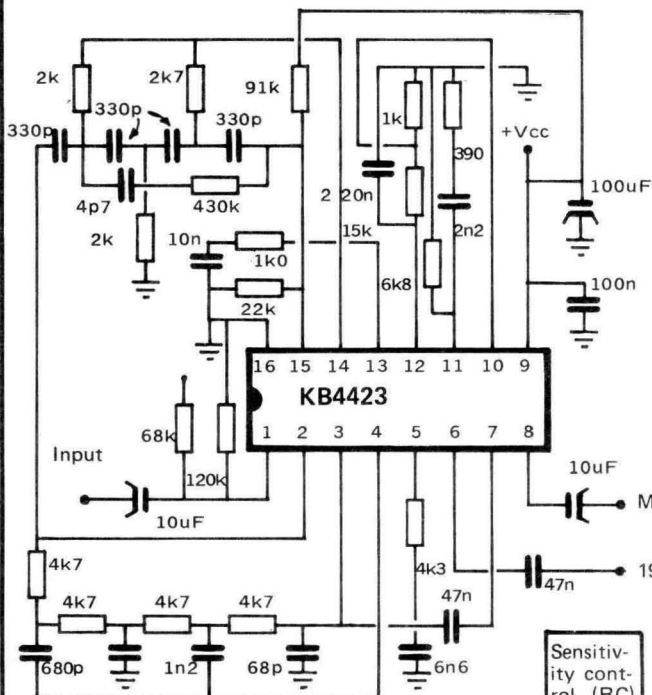 2k
2k7
91k
330p
330p
330p
4p7
430k
2k
10n
1k0
15k
22k
1k
2 20n
390
2n2
6k8
+Vcc
100uF
100n
16 15 14 13 12 11 10 9
KB4423
1 2 3 4 5 6 7 8
Input
68k
120k
10uF
10uF
M
19
47n
4k3
47n
6n6
4k7
4k7
4k7
4k7
680p
1n2
68p
Sensitiv-
ity cont-
rol (RC)